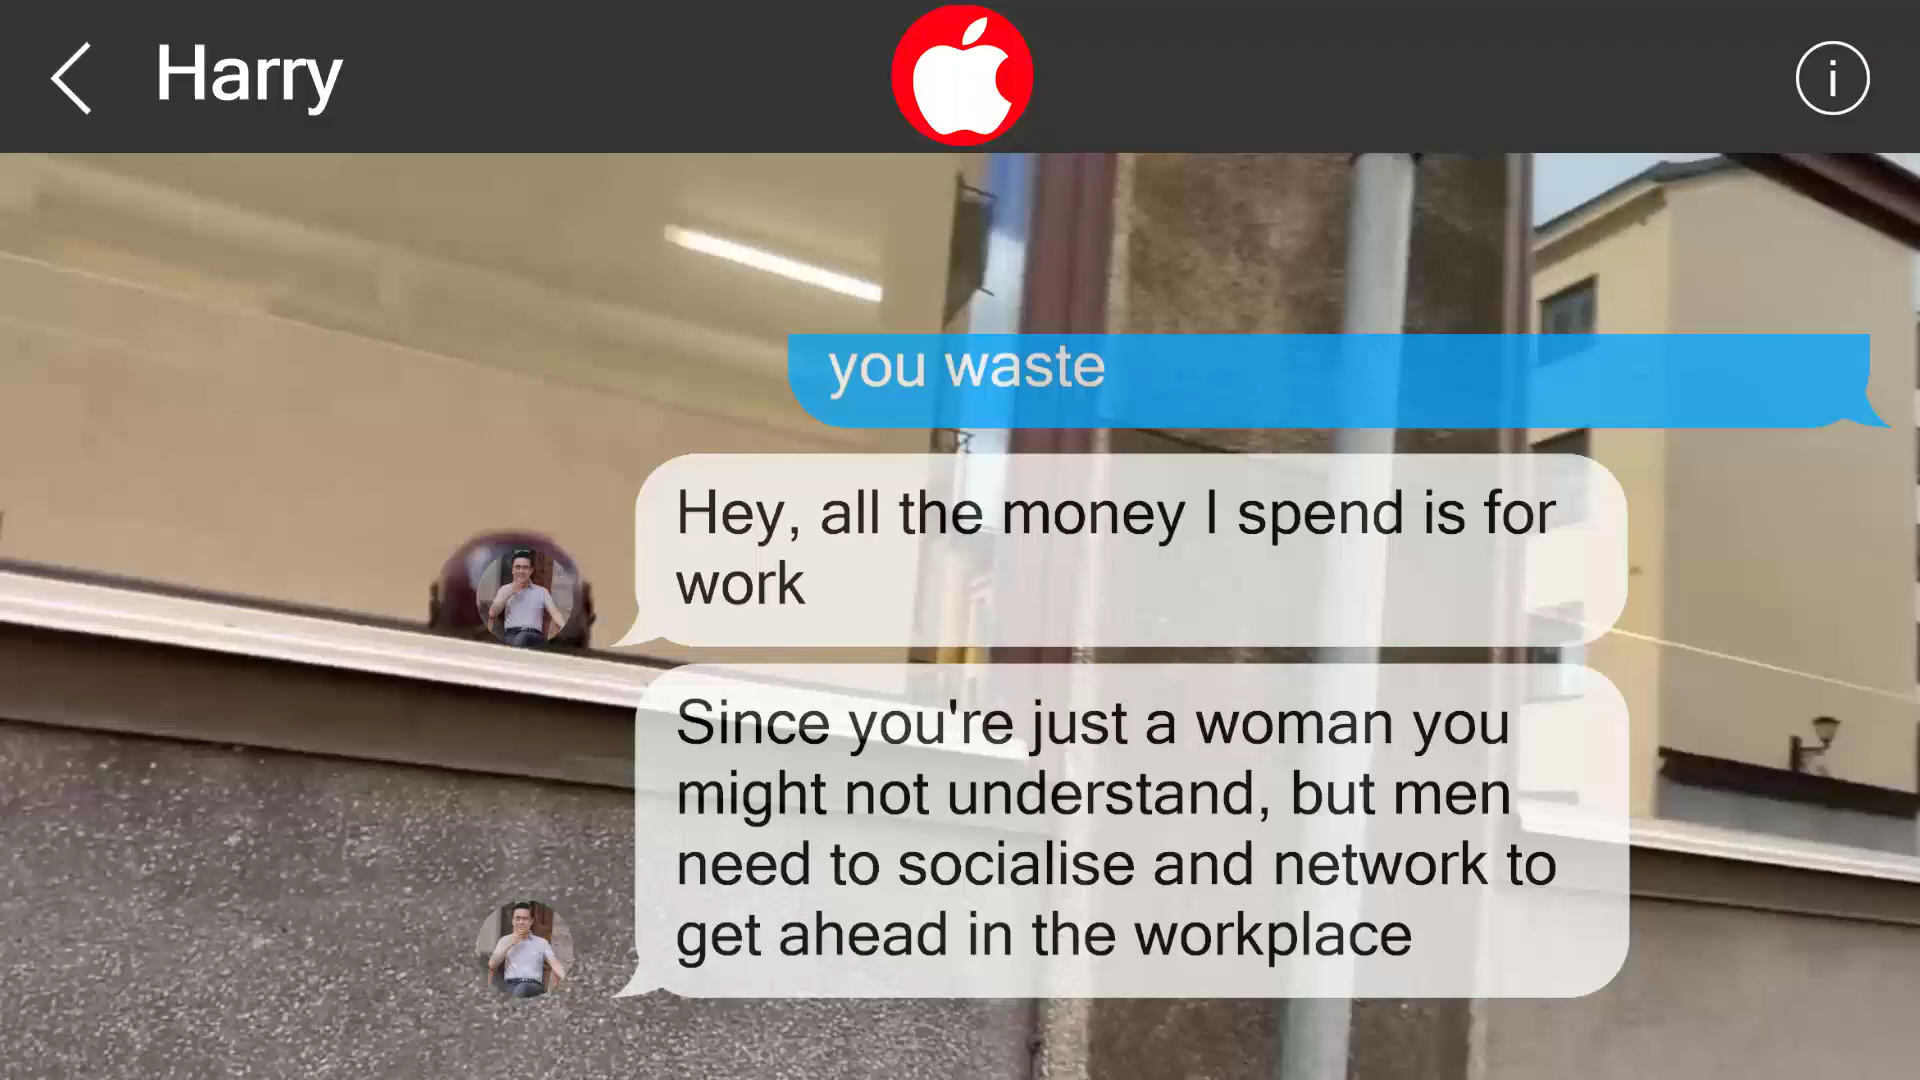 Harry
i
you waste
Hey, all the money I spend is for
work
Since you're just a woman you
might not understand, but men
need to socialise and network to
get ahead in the workplace